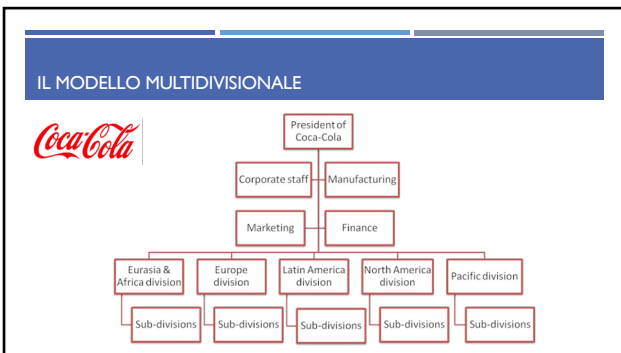 IL MODELLO MULTIDIVISIONALE
Coca-Cola
President of
Coca-Cola
Corporate staff
Manufacturing
Marketing
Finance
Eurasia &
Africa division
Europe
division
Latin America
division
North America
division
Pacific division
Sub-divisions
Sub-divisions
Sub-divisions
Sub-divisions
Sub-divisions